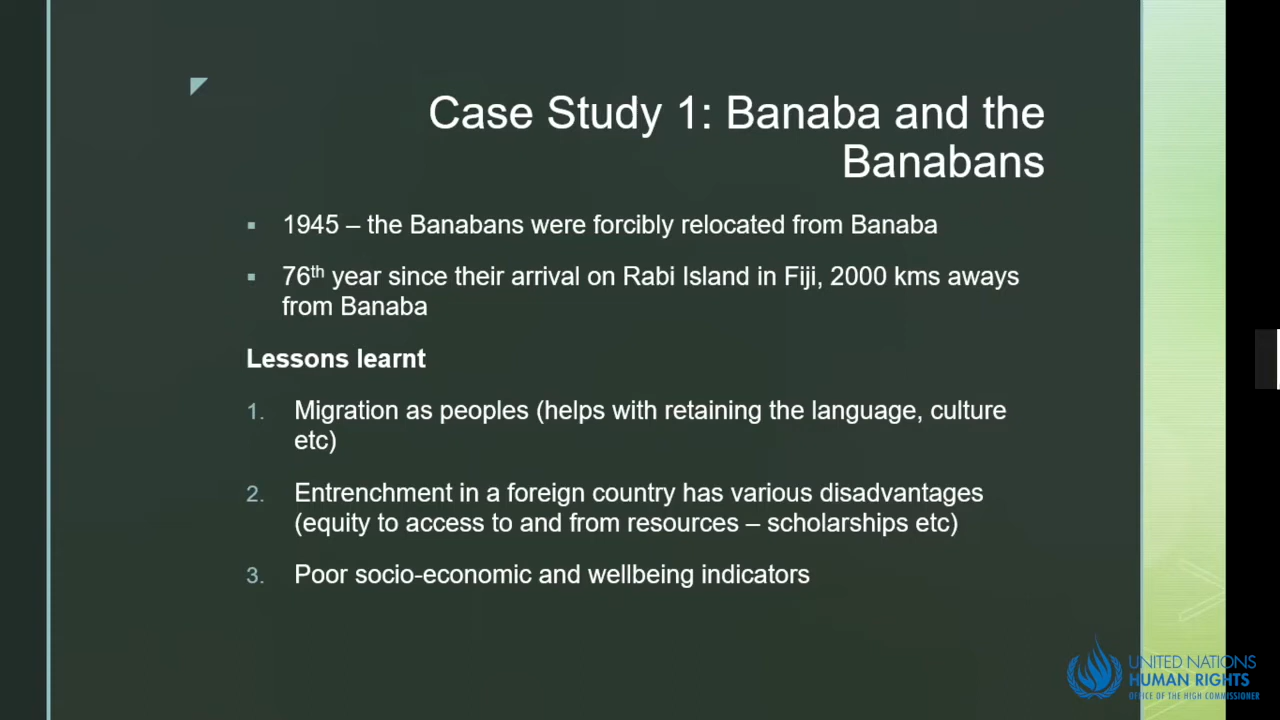 Case Study 1: Banaba and the
Banabans
▪ 1945 – the Banabans were forcibly relocated from Banaba
▪ 76th year since their arrival on Rabi Island in Fiji, 2000 kms aways
from Banaba
Lessons learnt
1. Migration as peoples (helps with retaining the language, culture
etc)
2. Entrenchment in a foreign country has various disadvantages
(equity to access to and from resources – scholarships etc)
3. Poor socio-economic and wellbeing indicators
UNITED NATIONS
HUMAN RIGHTS
OFFICE OF THE HIGH COMMISSIONER